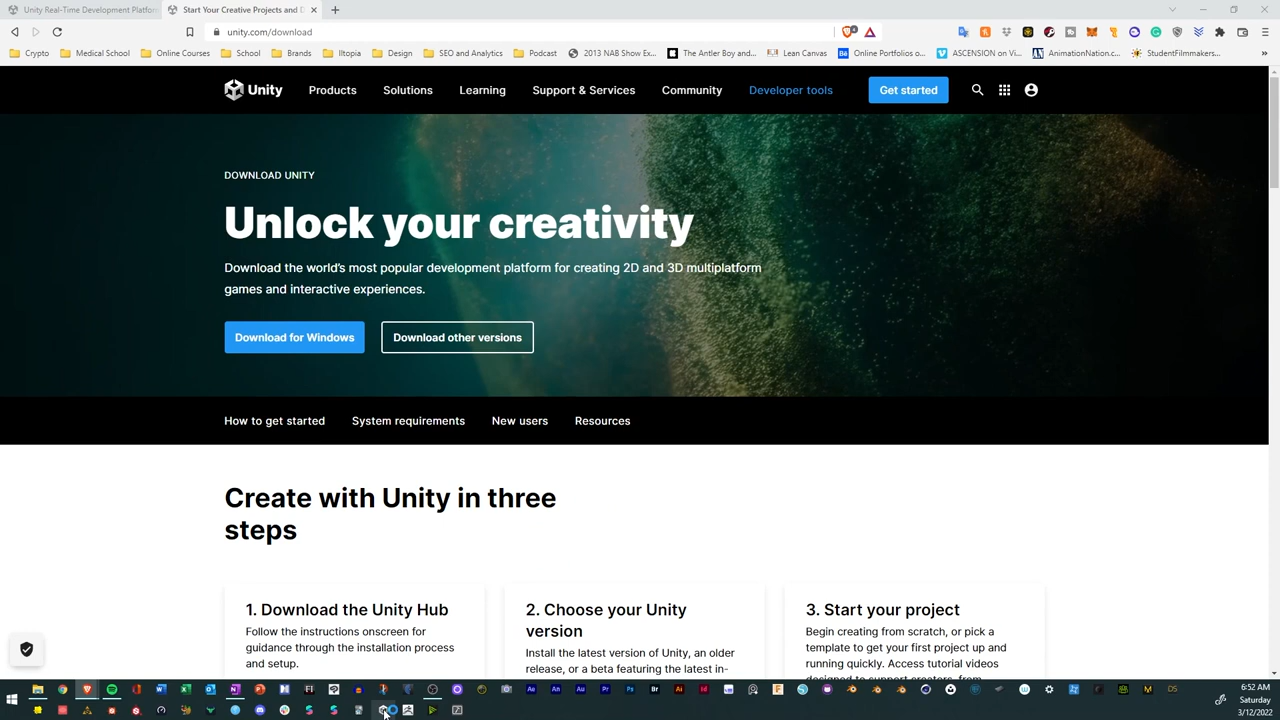 Unity Real-Time Development Platfor
Start Your Creative Projects and D
unity.com/download
Crypto
Medical School
Online Courses
School
Brands
Iltopia
Design
SEO and Analytics
Podcast
2013 NAB Show Ex...
The Antler Boy and...
Lean Canvas
Online Portfolios o...
ASCENSION on Vi...
AnimationNation.c...
StudentFilmmakers...
Unity
Products
Solutions
Learning
Support & Services
Community
Developer tools
Get started
DOWNLOAD UNITY
Unlock your creativity
Download the world's most popular development platform for creating 2D and 3D multiplatform
games and interactive experiences.
Download for Windows
Download other versions
How to get started
System requirements
New users
Resources
Create with Unity in three
steps
1. Download the Unity Hub
Follow the instructions onscreen for
guidance through the installation process
and setup.
2. Choose your Unity
version
Install the latest version of Unity, an older
release, or a beta featuring the latest in-
3. Start your project
Begin creating from scratch, or pick a
template to get your first project up and
running quickly. Access tutorial videos
designed to support creators, from
6:52 AM
Saturday
3/12/2022